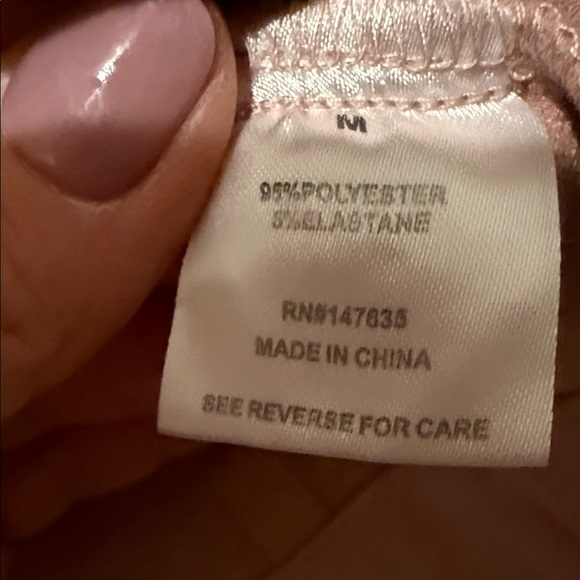 M
95%POLYESTER
5%ELASTANE
RN#147635
MADE IN CHINA
SEE REVERSE FOR CARE